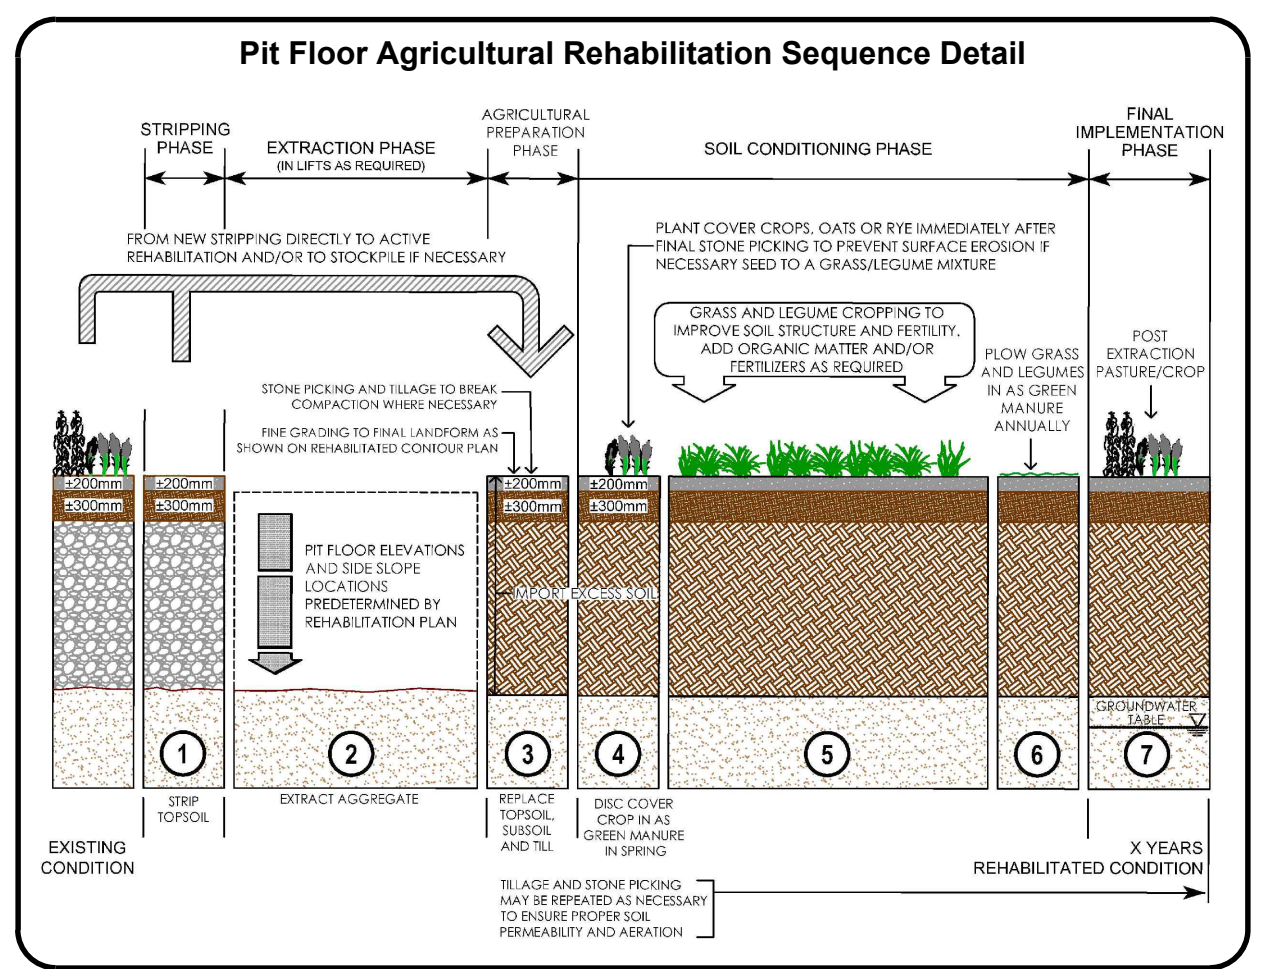 Pit Floor Agricultural Rehabilitation Sequence Detail
STRIPPING
PHASE
EXTRACTION PHASE
(IN LIFTS AS REQUIRED)
AGRICULTURAL
PREPARATION
PHASE
SOIL CONDITIONING PHASE
FINAL
IMPLEMENTATION
PHASE
FROM NEW STRIPPING DIRECTLY TO ACTIVE
REHABILITATION AND/OR TO STOCKPILE IF NECESSARY
PLANT COVER CROPS, OATS OR RYE IMMEDIATELY AFTER
FINAL STONE PICKING TO PREVENT SURFACE EROSION IF
NECESSARY SEED TO A GRASS/LEGUME MIXTURE
GRASS AND LEGUME CROPPING TO
IMPROVE SOIL STRUCTURE AND FERTILITY.
ADD ORGANIC MATTER AND/OR
FERTILIZERS AS REQUIRED
PLOW GRASS
AND LEGUMES
IN AS GREEN
MANURE
ANNUALLY
POST
EXTRACTION
PASTURE/CROP
STONE PICKING AND TILLAGE TO BREAK
COMPACTION WHERE NECESSARY
FINE GRADING TO FINAL LANDFORM AS
SHOWN ON REHABILITATED CONTOUR PLAN
±200mm
±300mm
±200mm
±300mm
±200mm
±300mm
±200mm
±300mm
PIT FLOOR ELEVATIONS
AND SIDE SLOPE
LOCATIONS
PREDETERMINED BY
REHABILITATION PLAN
IMPORT EXCESS SOIL
GROUNDWATER
TABLE
1
2
3
4
5
6
7
STRIP
TOPSOIL
EXTRACT AGGREGATE
REPLACE
TOPSOIL,
SUBSOIL
AND TILL
DISC COVER
CROP IN AS
GREEN MANURE
IN SPRING
EXISTING
CONDITION
X YEARS
REHABILITATED CONDITION
TILLAGE AND STONE PICKING
MAY BE REPEATED AS NECESSARY
TO ENSURE PROPER SOIL
PERMEABILITY AND AERATION